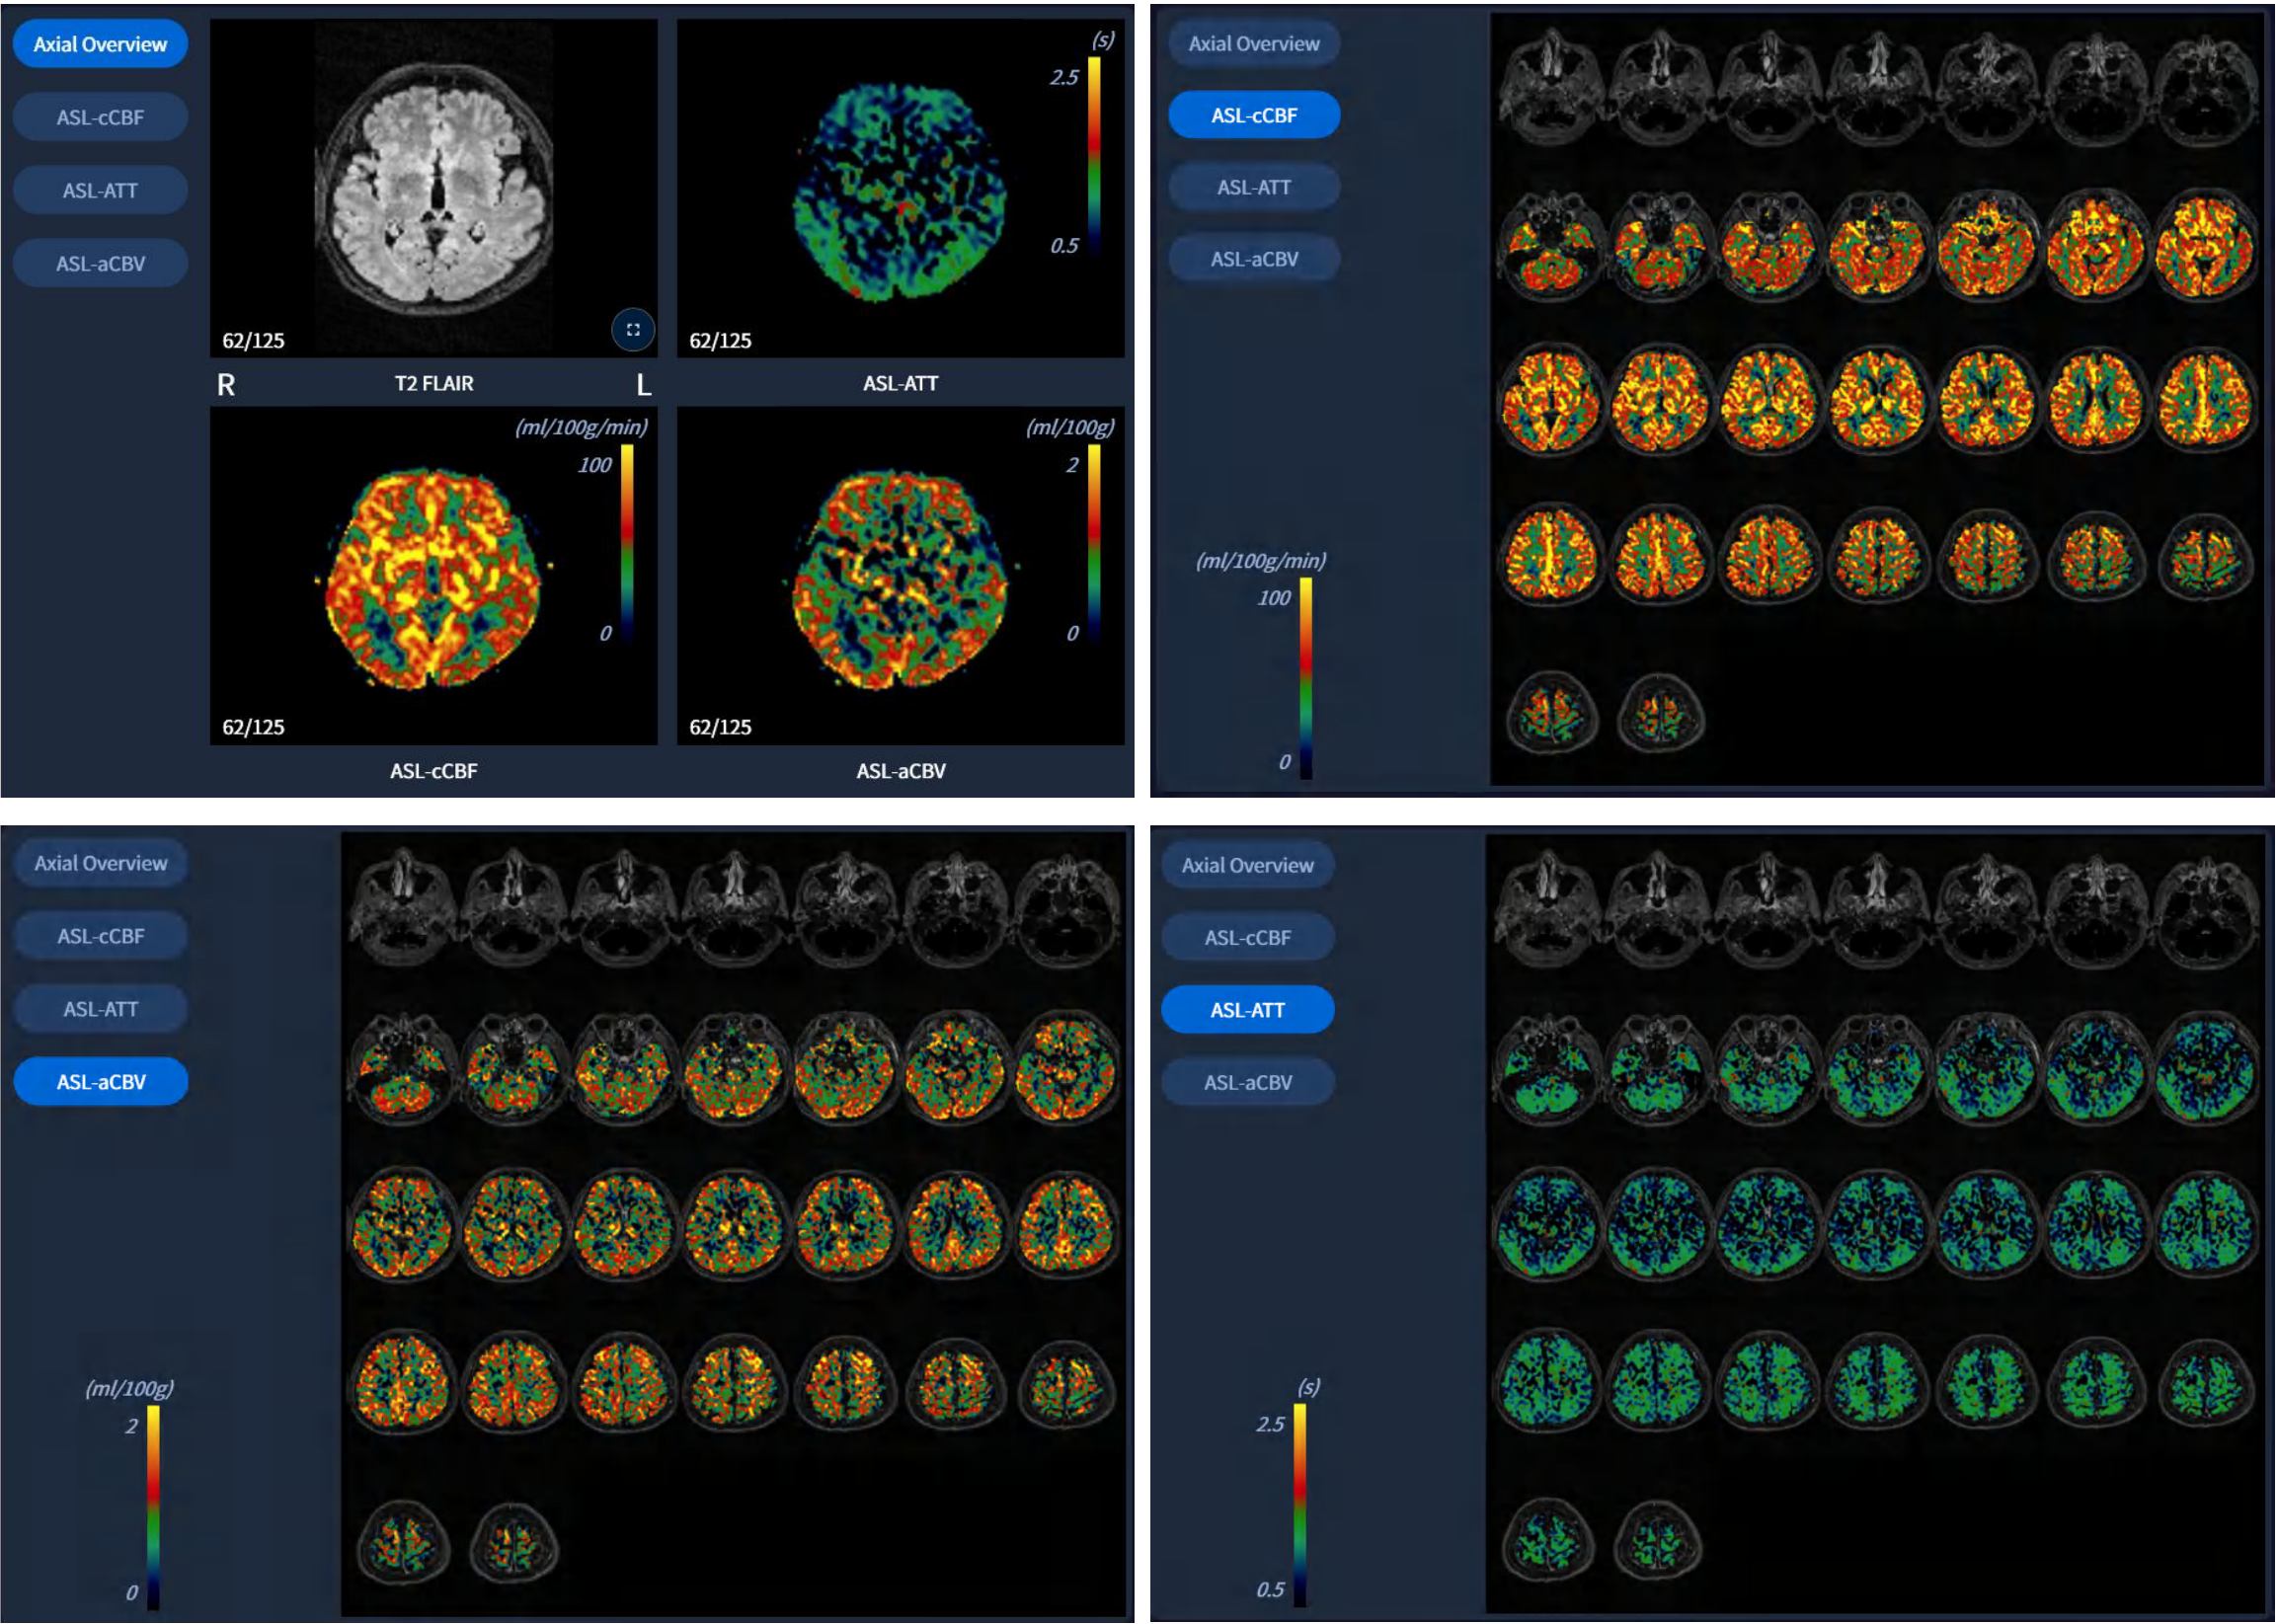 Axial Overview
ASL-cCBF
ASL-ATT
ASL-aCBV
(s)
2.5
0.5
62/125
62/125
R
T2 FLAIR
L
ASL-ATT
(ml/100g/min)
100
0
(ml/100g)
2
0
62/125
62/125
ASL-cCBF
ASL-aCBV
Axial Overview
ASL-cCBF
ASL-ATT
ASL-aCBV
(ml/100g/min)
100
0
Axial Overview
ASL-cCBF
ASL-ATT
ASL-aCBV
(ml/100g)
2
0
Axial Overview
ASL-cCBF
ASL-ATT
ASL-aCBV
(s)
2.5
0.5